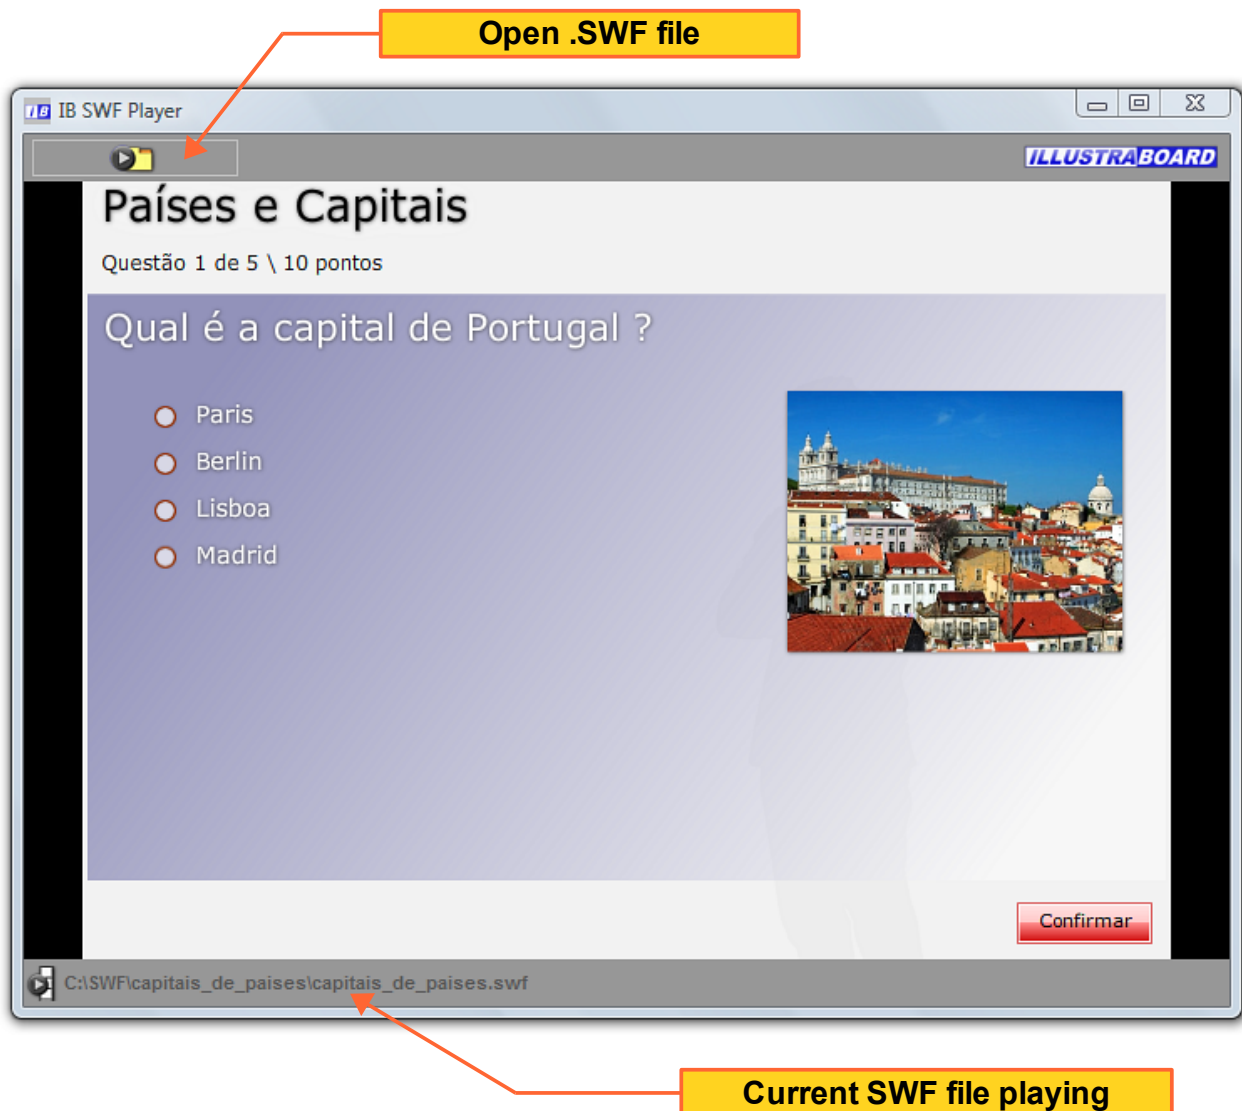 Open .SWF file
IB IB SWF Player
ILLUSTRABOARD
Países e Capitais
Questão 1 de 5 \ 10 pontos
Qual é a capital de Portugal ?
Paris
Berlin
Lisboa
Madrid
Confirmar
C:\SWF\capitais_de_paises\capitais_de_paises.swf
Current SWF file playing